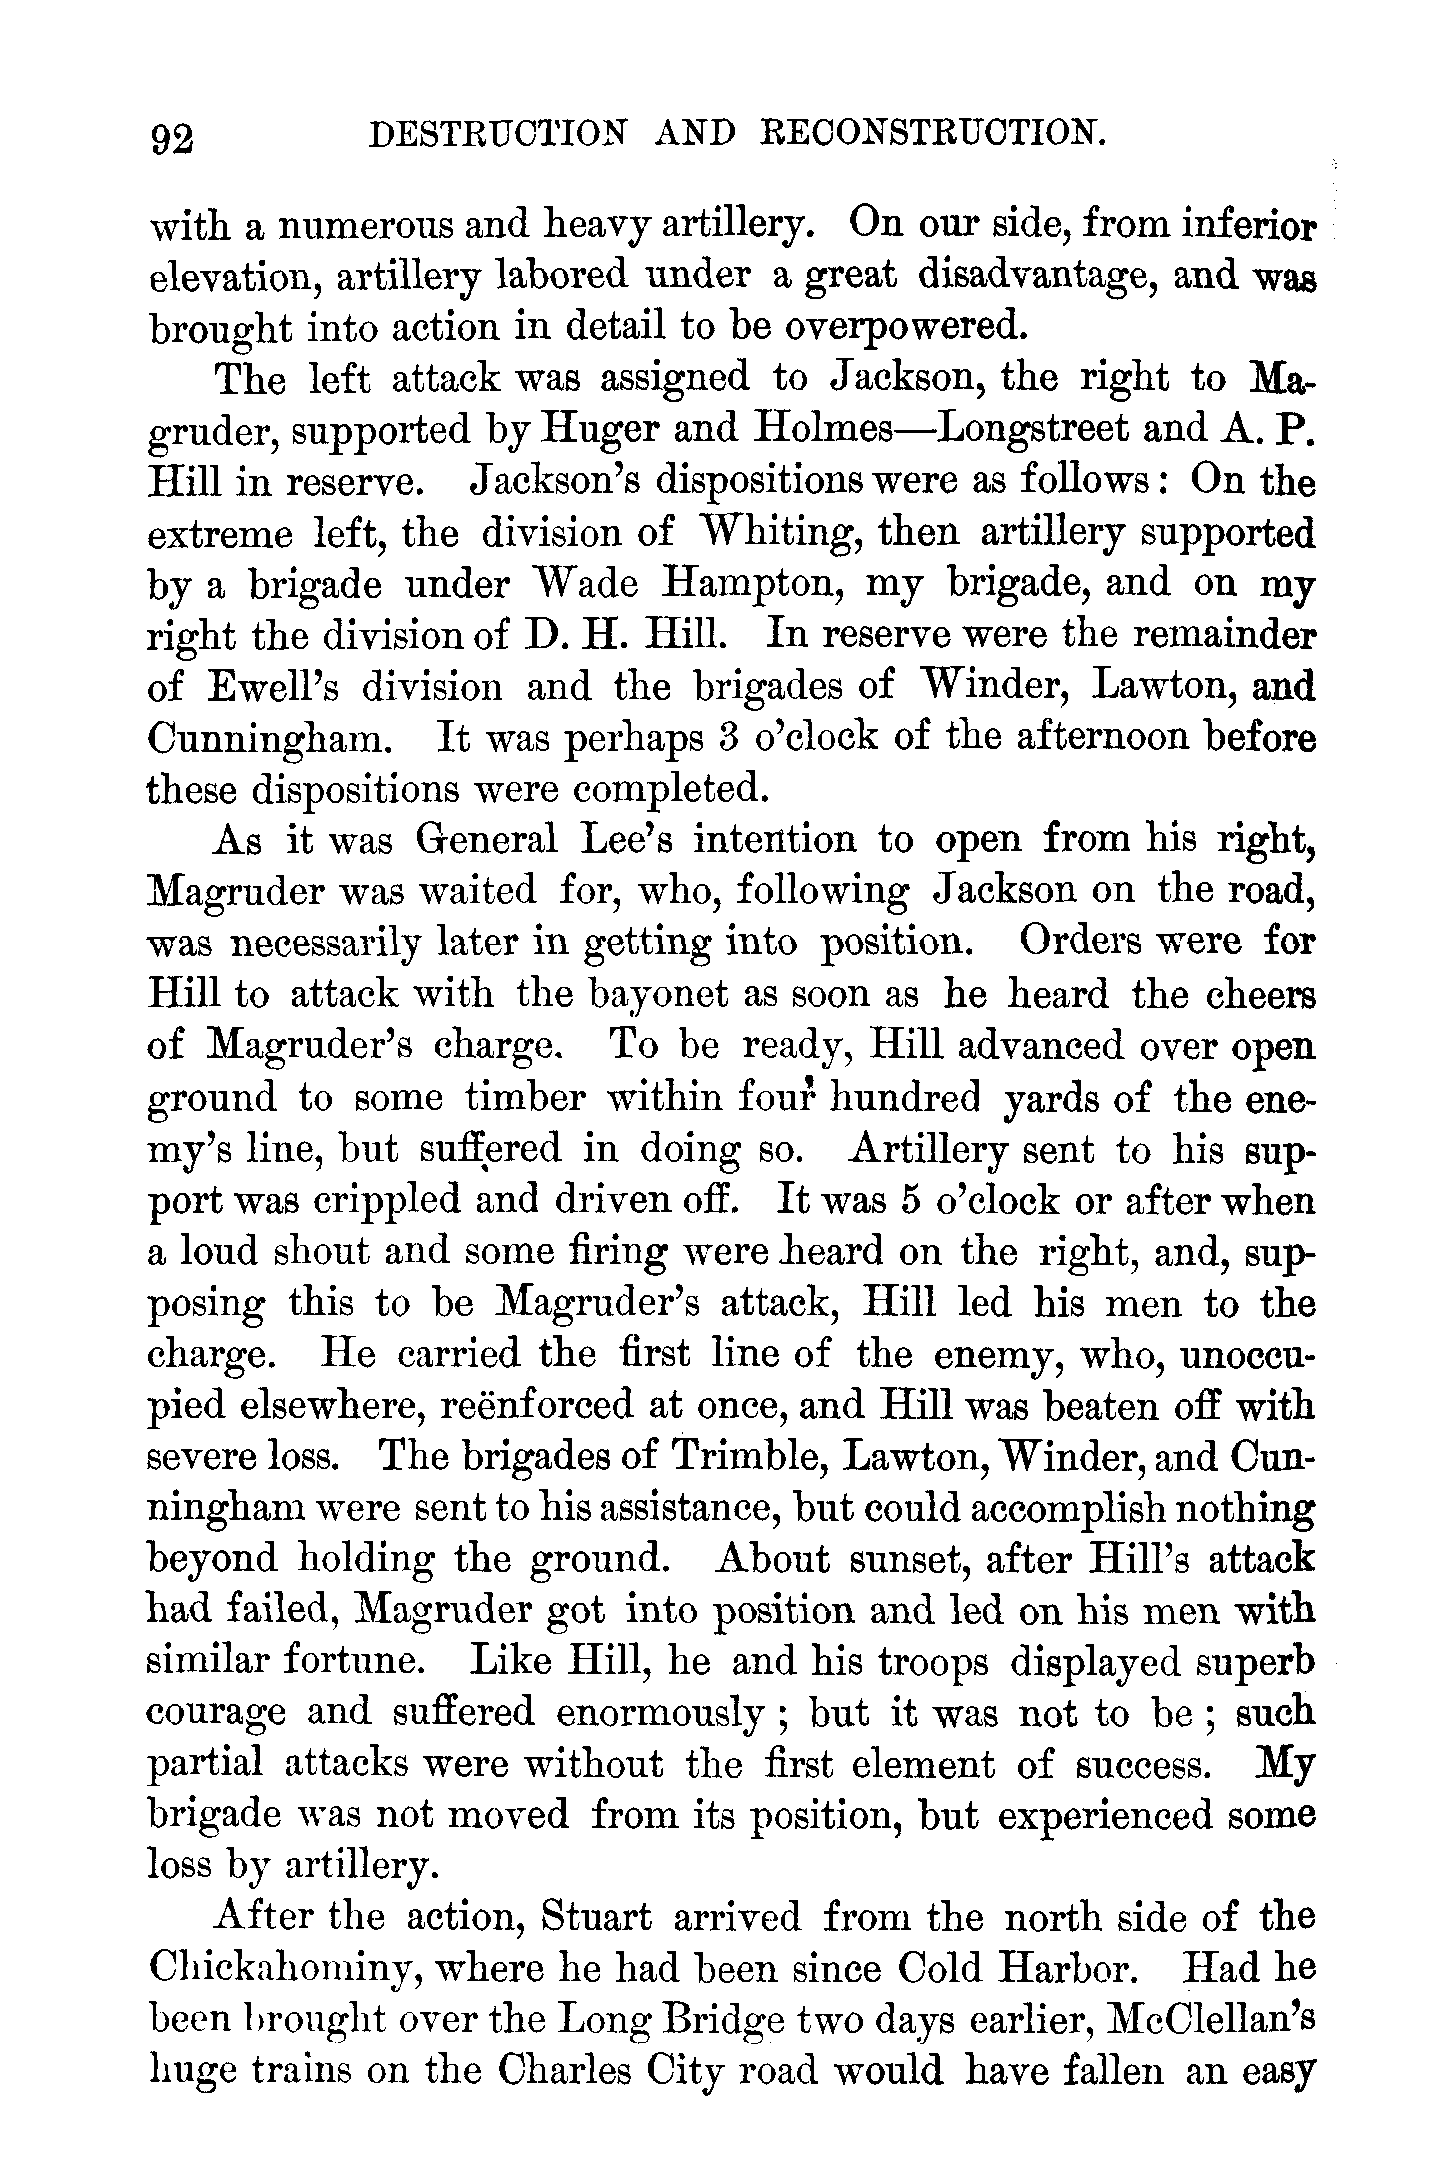 92 DESTRUCTION AND RECONSTRUCTION.
with a numerous and heavy artillery. On our side, from inferior
elevation, artillery labored under a great disadvantage, and was
brought into action in detail to be overpowered.
The left attack was assigned to Jackson, the right to Ma-
gruder, supported by Huger and Holmes—Longstreet and A. P.
Hill in reserve. Jackson's dispositions were as follows: On the
extreme left, the division of Whiting, then artillery supported
by a brigade under Wade Hampton, my brigade, and on my
right the division of D. H. Hill. In reserve were the remainder
of Ewell's division and the brigades of Winder, Lawton, and
Cunningham. It was perhaps 3 o'clock of the afternoon before
these dispositions were completed.
As it was General Lee's intention to open from his right,
Magruder was waited for, who, following Jackson on the road,
was necessarily later in getting into position. Orders were for
Hill to attack with the bayonet as soon as he heard the cheers
of Magruder's charge. To be ready, Hill advanced over open
ground to some timber within four hundred yards of the ene-
my's line, but suffered in doing so. Artillery sent to his sup-
port was crippled and driven off. It was 5 o'clock or after when
a loud shout and some firing were heard on the right, and, sup-
posing this to be Magruder's attack, Hill led his men to the
charge. He carried the first line of the enemy, who, unoccu-
pied elsewhere, reënforced at once, and Hill was beaten off with
severe loss. The brigades of Trimble, Lawton, Winder, and Cun-
ningham were sent to his assistance, but could accomplish nothing
beyond holding the ground. About sunset, after Hill's attack
had failed, Magruder got into position and led on his men with
similar fortune. Like Hill, he and his troops displayed superb
courage and suffered enormously; but it was not to be; such
partial attacks were without the first element of success. My
brigade was not moved from its position, but experienced some
loss by artillery.
After the action, Stuart arrived from the north side of the
Chickahominy, where he had been since Cold Harbor. Had he
been brought over the Long Bridge two days earlier, McClellan's
huge trains on the Charles City road would have fallen an easy